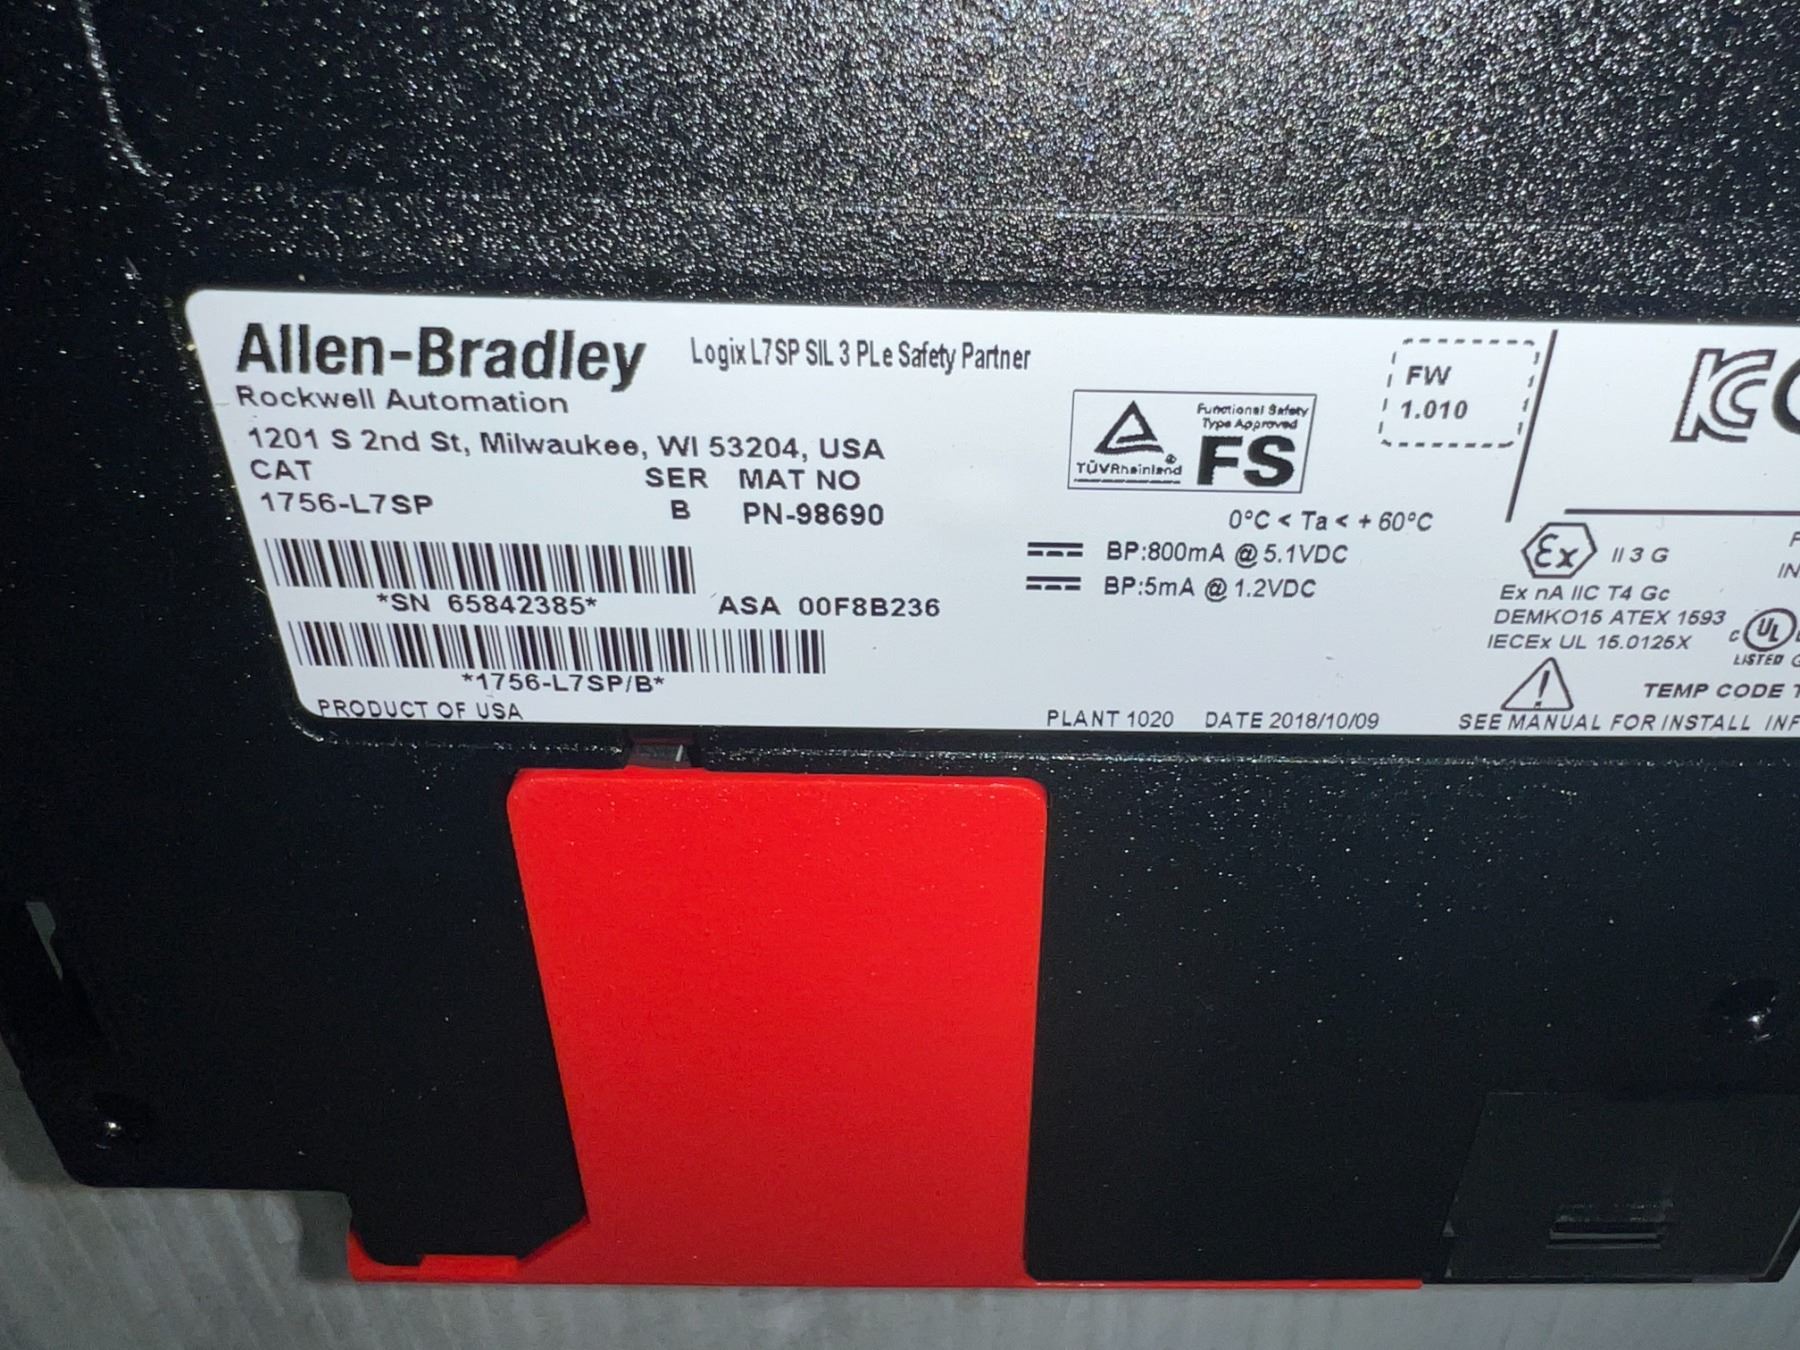 Allen-Bradley
Logix L7SP SIL 3 PLe Safety Partner
Rockwell Automation
1201 S 2nd St, Milwaukee, WI 53204, USA
CAT SER MAT NO
1756-L7SP B PN-98690
*SN 65842385* ASA 00F8B236
*1756-L7SP/B*
PRODUCT OF USA
Functional Safety
Type Approved
TÜVRheinland®
FS
FW
1.010
0°C < Ta < + 60°C
BP:800mA @ 5.1VDC
BP:5mA @ 1.2VDC
PLANT 1020 DATE 2018/10/09
Ex II 3 G
Ex nA IIC T4 Gc
DEMKO15 ATEX 1593
IECEx UL 15.0125X
C UL
LISTED
TEMP CODE
SEE MANUAL FOR INSTALL